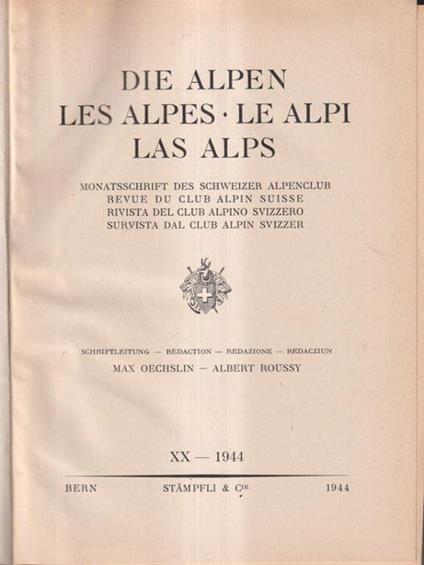 DIE ALPEN
LES ALPES · LE ALPI
LAS ALPS
MONATSSCHRIFT DES SCHWEIZER ALPENCLUB
REVUE DU CLUB ALPIN SUISSE
RIVISTA DEL CLUB ALPINO SVIZZERO
SURVISTA DAL CLUB ALPIN SVIZZER
SCHRIFTLEITUNG — RÉDACTION — REDAZIONE — REDACZIUN
MAX OECHSLIN — ALBERT ROUSSY
XX — 1944
BERN STÄMPFLI & CIE 1944